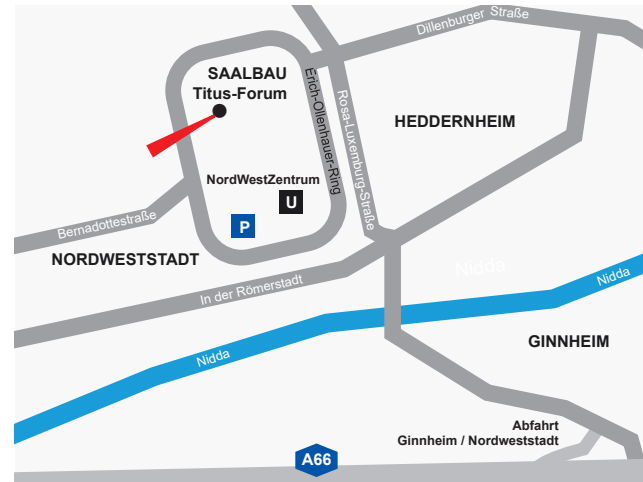 Dillenburger Straße
SAALBAU
Titus-Forum
Erich-Ollenhauer-Ring
Rosa-Luxemburg-Straße
HEDDERNHEIM
NordWestZentrum
U
P
Bernadottestraße
NORDWESTSTADT
In der Römerstadt
Nidda
Nidda
Nidda
GINNHEIM
Abfahrt
Ginnheim / Nordweststadt
A66